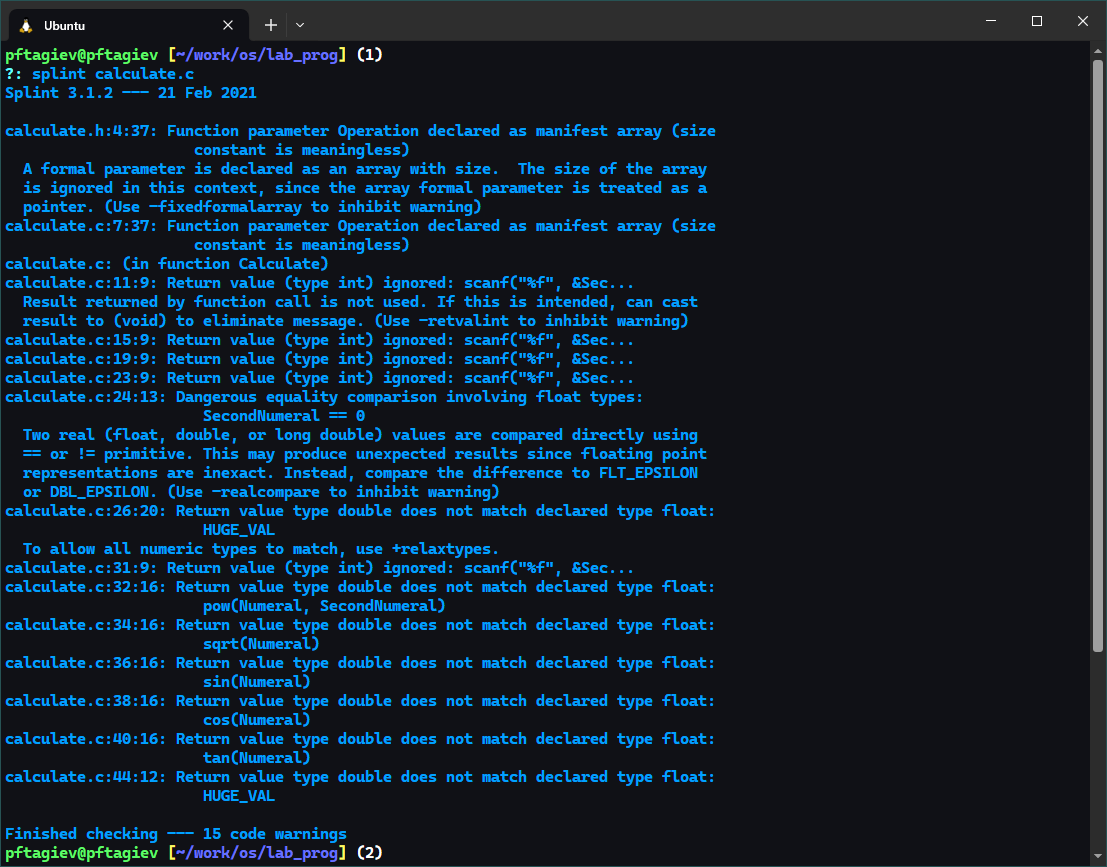 Ubuntu
pftagiev@pftagiev [~/work/os/lab_prog] (1)
?: splint calculate.c
Splint 3.1.2 --- 21 Feb 2021

calculate.h:4:37: Function parameter Operation declared as manifest array (size
                     constant is meaningless)
  A formal parameter is declared as an array with size.  The size of the array
  is ignored in this context, since the array formal parameter is treated as a
  pointer. (Use -fixedformalarray to inhibit warning)
calculate.c:7:37: Function parameter Operation declared as manifest array (size
                     constant is meaningless)
calculate.c: (in function Calculate)
calculate.c:11:9: Return value (type int) ignored: scanf("%f", &Sec...
  Result returned by function call is not used. If this is intended, can cast
  result to (void) to eliminate message. (Use -retvalint to inhibit warning)
calculate.c:15:9: Return value (type int) ignored: scanf("%f", &Sec...
calculate.c:19:9: Return value (type int) ignored: scanf("%f", &Sec...
calculate.c:23:9: Return value (type int) ignored: scanf("%f", &Sec...
calculate.c:24:13: Dangerous equality comparison involving float types:
                      SecondNumeral == 0
  Two real (float, double, or long double) values are compared directly using
  == or != primitive. This may produce unexpected results since floating point
  representations are inexact. Instead, compare the difference to FLT_EPSILON
  or DBL_EPSILON. (Use -realcompare to inhibit warning)
calculate.c:26:20: Return value type double does not match declared type float:
                      HUGE_VAL
  To allow all numeric types to match, use +relaxtypes.
calculate.c:31:9: Return value (type int) ignored: scanf("%f", &Sec...
calculate.c:32:16: Return value type double does not match declared type float:
                      pow(Numeral, SecondNumeral)
calculate.c:34:16: Return value type double does not match declared type float:
                      sqrt(Numeral)
calculate.c:36:16: Return value type double does not match declared type float:
                      sin(Numeral)
calculate.c:38:16: Return value type double does not match declared type float:
                      cos(Numeral)
calculate.c:40:16: Return value type double does not match declared type float:
                      tan(Numeral)
calculate.c:44:12: Return value type double does not match declared type float:
                      HUGE_VAL

Finished checking --- 15 code warnings
pftagiev@pftagiev [~/work/os/lab_prog] (2)